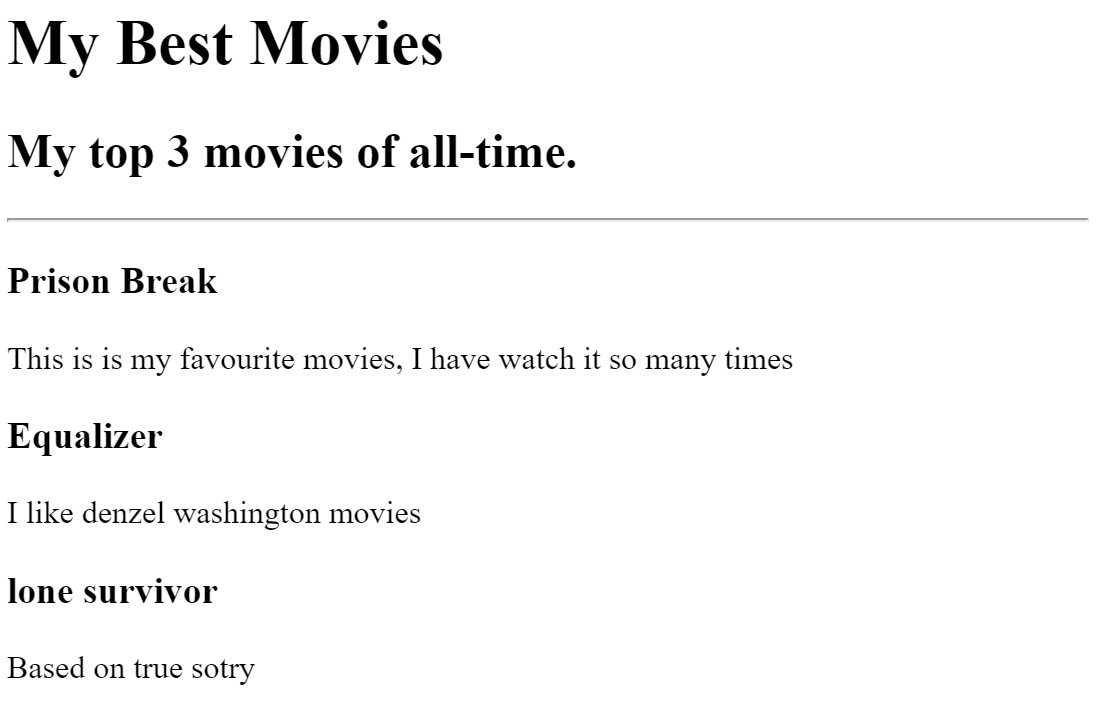 My Best Movies
My top 3 movies of all-time.
Prison Break
This is is my favourite movies, I have watch it so many times
Equalizer
I like denzel washington movies
lone survivor
Based on true sotry